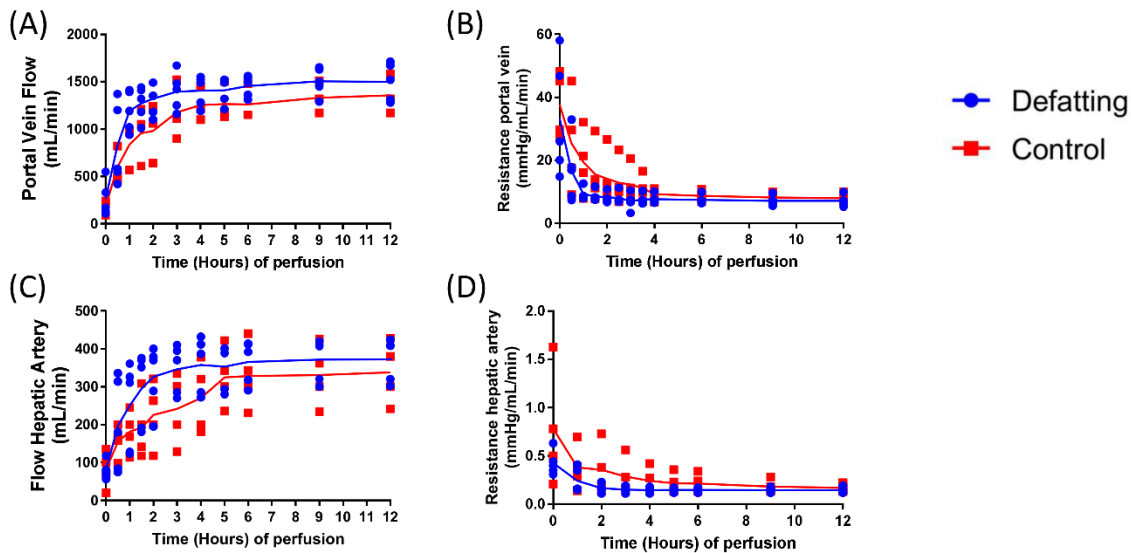 (A)
Portal Vein Flow
(mL/min)
2000
1500
1000
500
0
0 1 2 3 4 5 6 7 8 9 10 11 12
Time (Hours) of perfusion
(B)
Resistance portal vein
(mmHg/mL/min)
60
40
20
0
0 2 4 6 8 10 12
Time (Hours) of perfusion
Defatting
Control
(C)
Flow Hepatic Artery
(mL/min)
500
400
300
200
100
0
0 1 2 3 4 5 6 7 8 9 10 11 12
Time (Hours) of perfusion
(D)
Resistance hepatic artery
(mmHg/mL/min)
2.0
1.5
1.0
0.5
0.0
0 2 4 6 8 10 12
Time (Hours) of perfusion